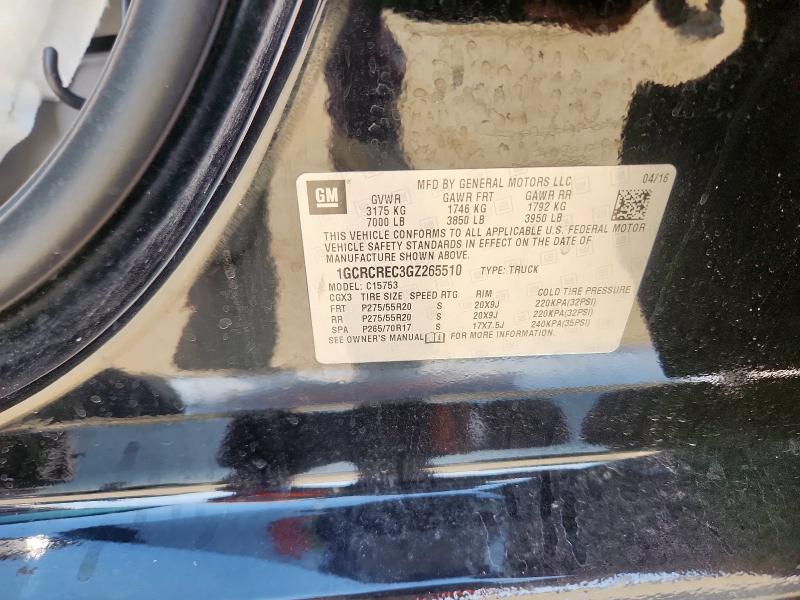 GM
MFD BY GENERAL MOTORS LLC 04/16
GVWR GAWR FRT GAWR RR
3175 KG 1746 KG 1792 KG
7000 LB 3850 LB 3950 LB
THIS VEHICLE CONFORMS TO ALL APPLICABLE U.S. FEDERAL MOTOR
VEHICLE SAFETY STANDARDS IN EFFECT ON THE DATE OF
MANUFACTURE SHOWN ABOVE.
1GCRCREC3GZ265510 TYPE: TRUCK
MODEL: C15753
CGX3 TIRE SIZE SPEED RTG RIM COLD TIRE PRESSURE
FRT P275/55R20 S 20X9J 220KPA(32PSI)
RR P275/55R20 S 20X9J 220KPA(32PSI)
SPA P265/70R17 S 17X7.5J 240KPA(35PSI)
SEE OWNER'S MANUAL FOR MORE INFORMATION.